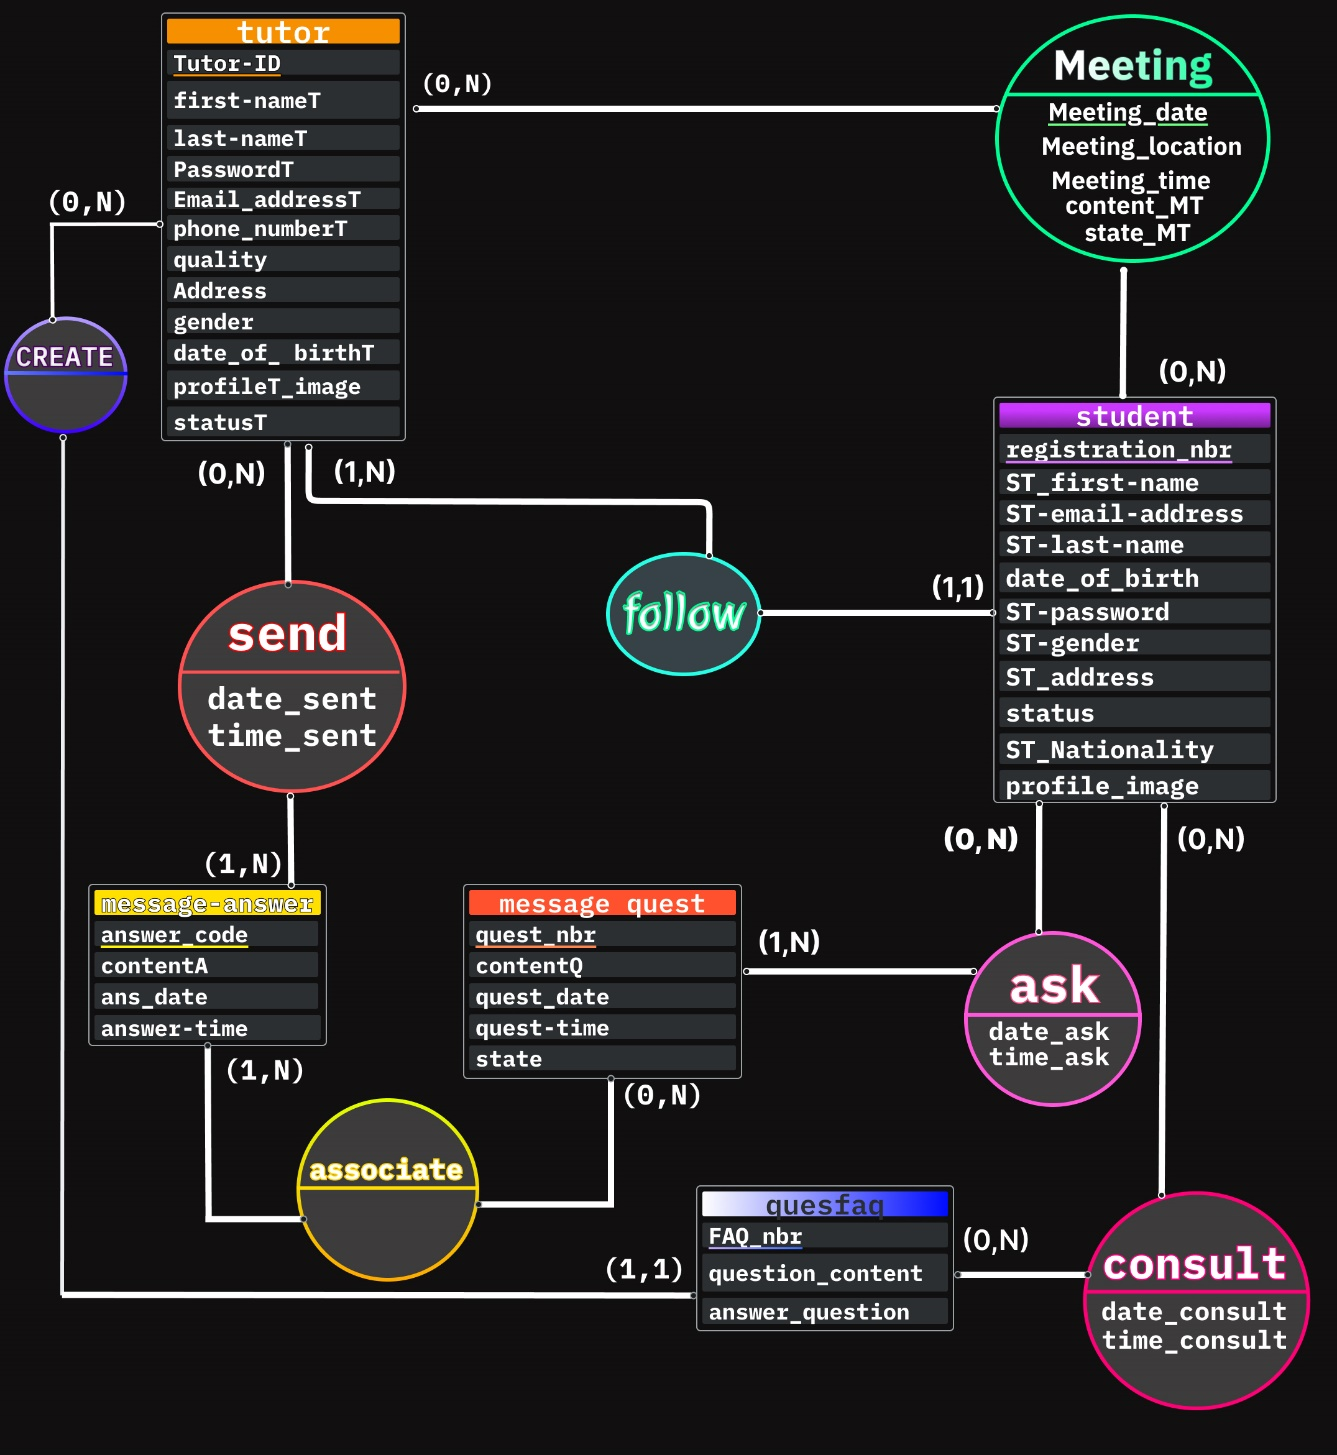 tutor
Tutor-ID
first-nameT
last-nameT
PasswordT
Email_addressT
phone_numberT
quality
Address
gender
date_of_ birthT
profileT_image
statusT
(0,N)
Meeting
Meeting_date
Meeting_location
Meeting_time
content_MT
state_MT
(0,N)
CREATE
(0,N)
student
registration_nbr
ST_first-name
ST-email-address
ST-last-name
date_of_birth
ST-password
ST-gender
ST_address
status
ST_Nationality
profile_image
(0,N)
(1,N)
follow
(1,1)
send
date_sent
time_sent
(1,N)
message-answer
answer_code
contentA
ans_date
answer-time
(1,N)
message quest
quest_nbr
contentQ
quest_date
quest-time
state
(0,N)
(1,N)
(0,N)
(0,N)
ask
date_ask
time_ask
associate
quesfaq
FAQ_nbr
question_content
answer_question
(1,1)
(0,N)
consult
date_consult
time_consult